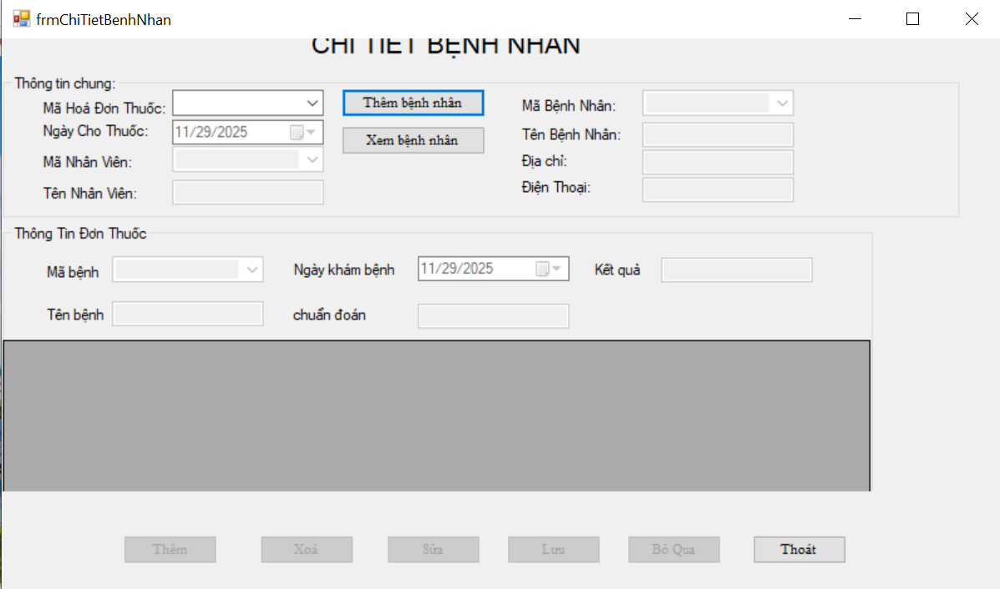 frmChiTietBenhNhan
CHI TIẾT BỆNH NHÂN
Thông tin chung:
Mã Hoá Đơn Thuốc:
Thêm bệnh nhân
Mã Bệnh Nhân:
Ngày Cho Thuốc:
11/29/2025
Xem bệnh nhân
Tên Bệnh Nhân:
Mã Nhân Viên:
Địa chỉ:
Tên Nhân Viên:
Điện Thoại:
Thông Tin Đơn Thuốc
Mã bệnh
Ngày khám bệnh
11/29/2025
Kết quả
Tên bệnh
chuẩn đoán
Thêm
Xoá
Sửa
Lưu
Bỏ Qua
Thoát